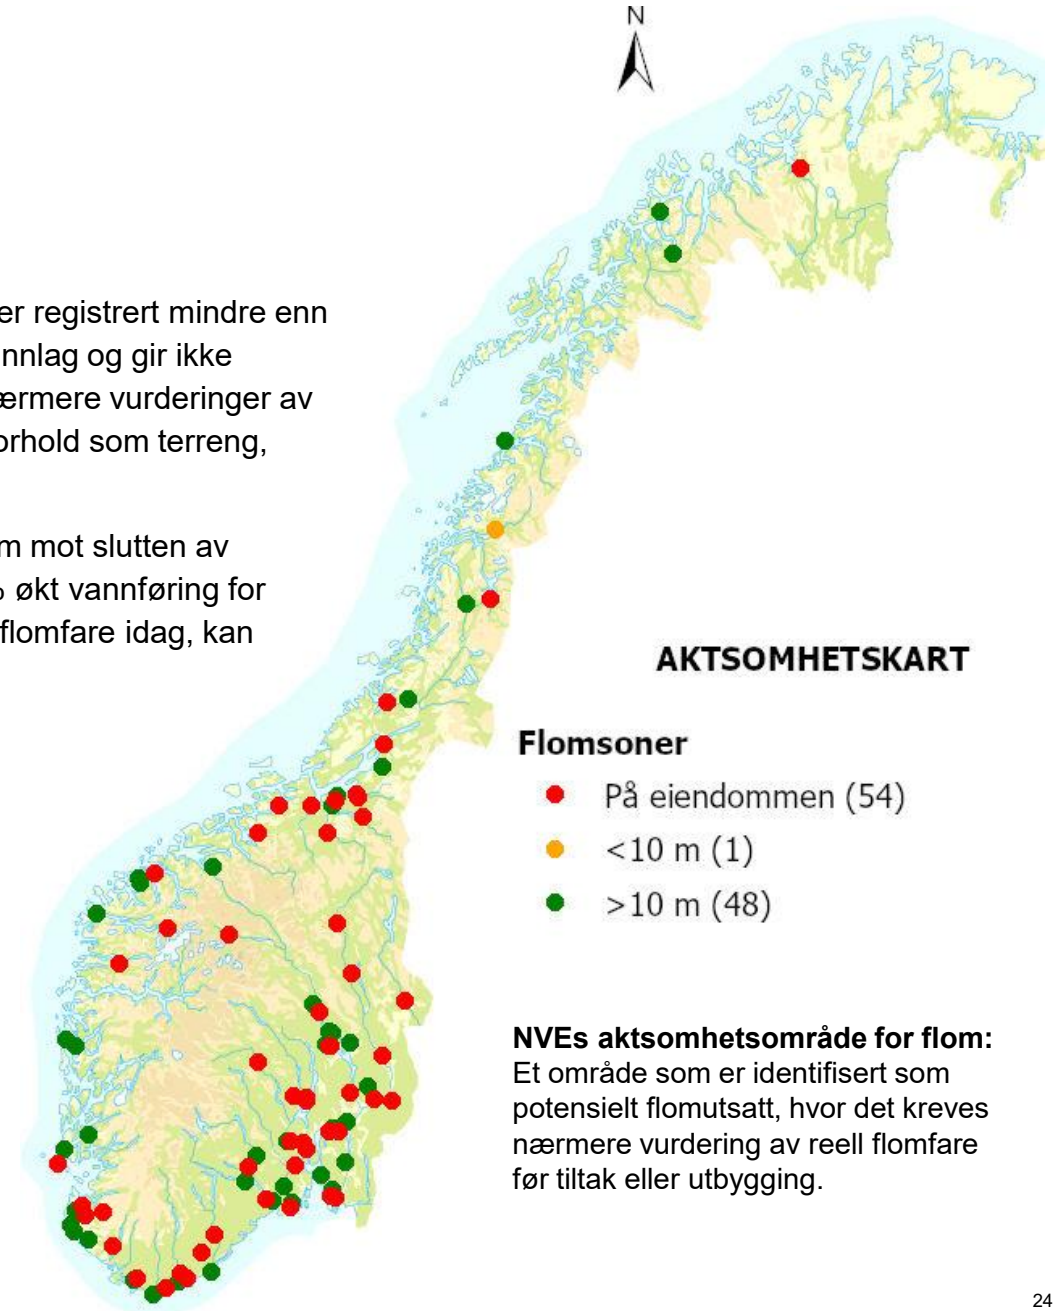 N
er registrert mindre enn
nnlag og gir ikke
ærmere vurderinger av
orhold som terreng,
m mot slutten av
økt vannføring for
flomfare idag, kan
AKTSOMHETSKART
Flomsoner
På eiendommen (54)
<10 m (1)
>10 m (48)
NVEs aktsomhetsområde for flom:
Et område som er identifisert som
potensielt flomutsatt, hvor det kreves
nærmere vurdering av reell flomfare
før tiltak eller utbygging.
24